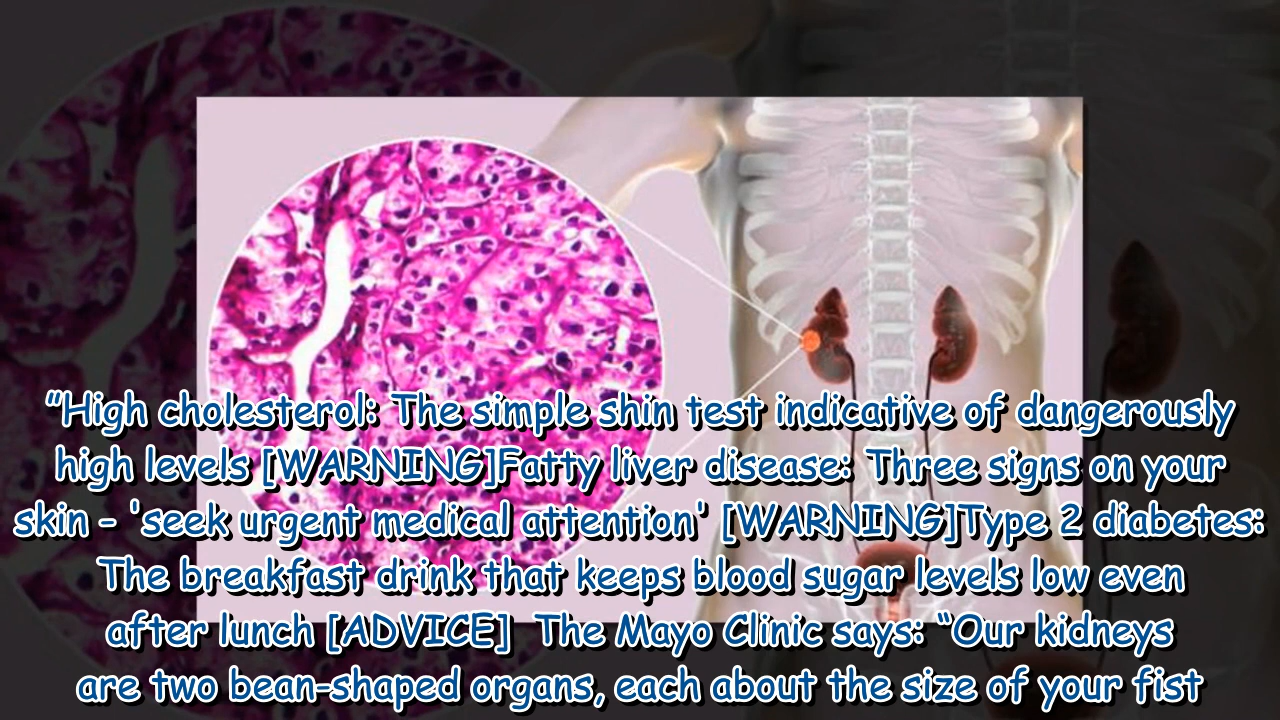 ”High cholesterol: The simple shin test indicative of dangerously
high levels [WARNING]Fatty liver disease: Three signs on your
skin - 'seek urgent medical attention' [WARNING]Type 2 diabetes:
The breakfast drink that keeps blood sugar levels low even
after lunch [ADVICE]  The Mayo Clinic says: “Our kidneys
are two bean-shaped organs, each about the size of your fist